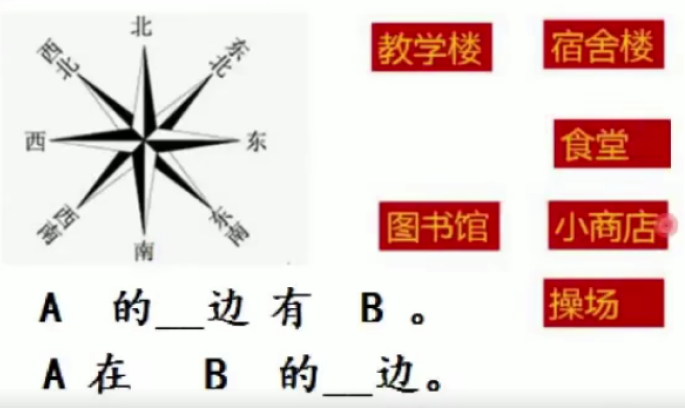 北
西北
东北
西
东
西南
东南
南
教学楼
宿舍楼
食堂
图书馆
小商店
操场
A 的__边有 B。
A 在 B 的__边。